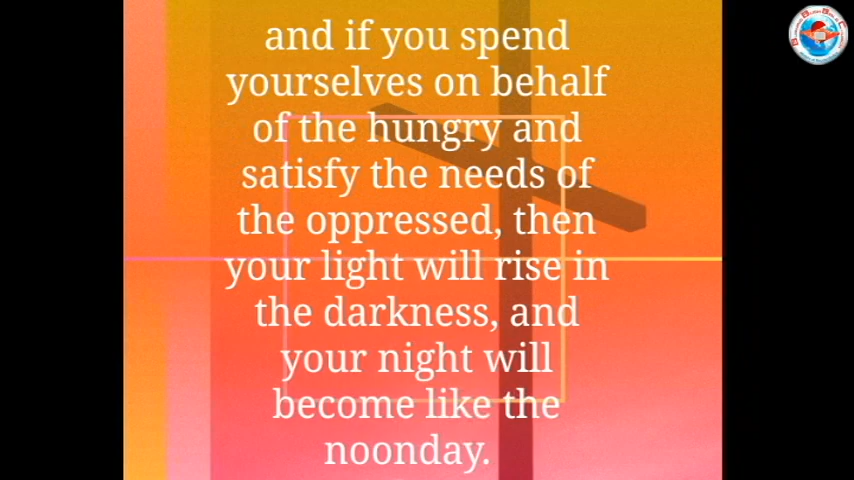 and if you spend
yourselves on behalf
of the hungry and
satisfy the needs of
the oppressed, then
your light will rise in
the darkness, and
your night will
become like the
noonday.